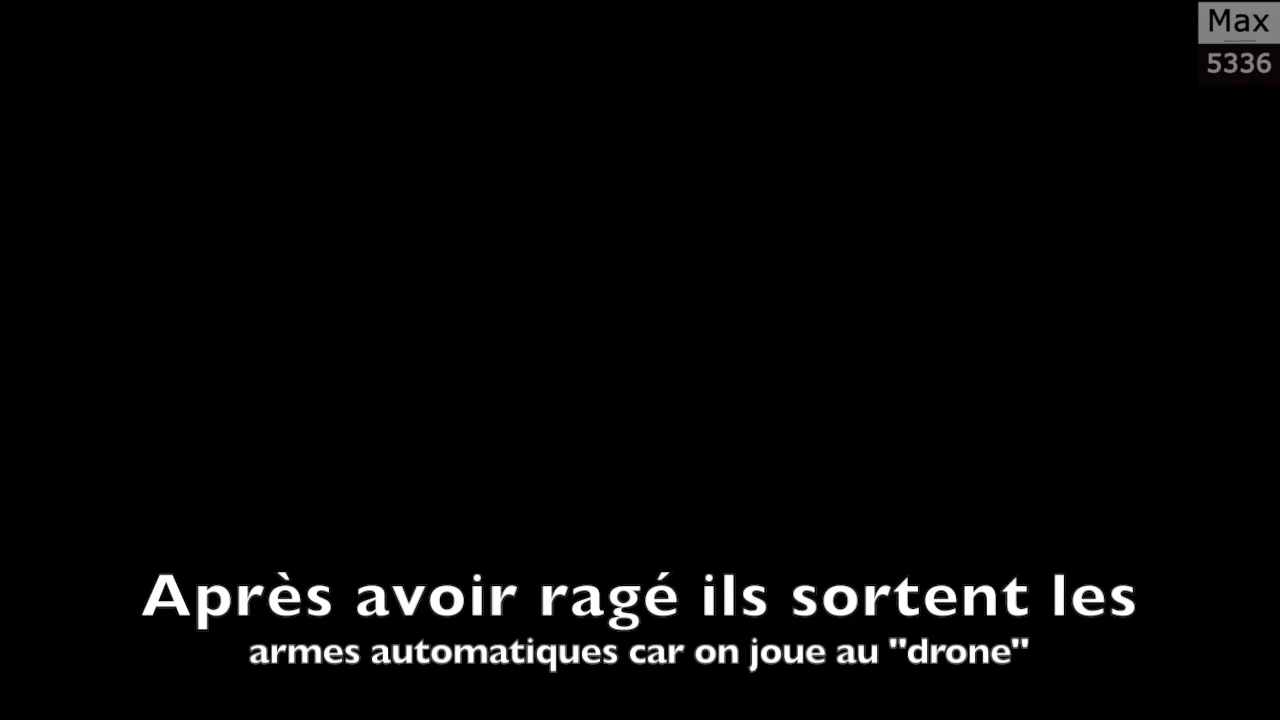 Max
5336
Après avoir ragé ils sortent les
armes automatiques car on joue au "drone"